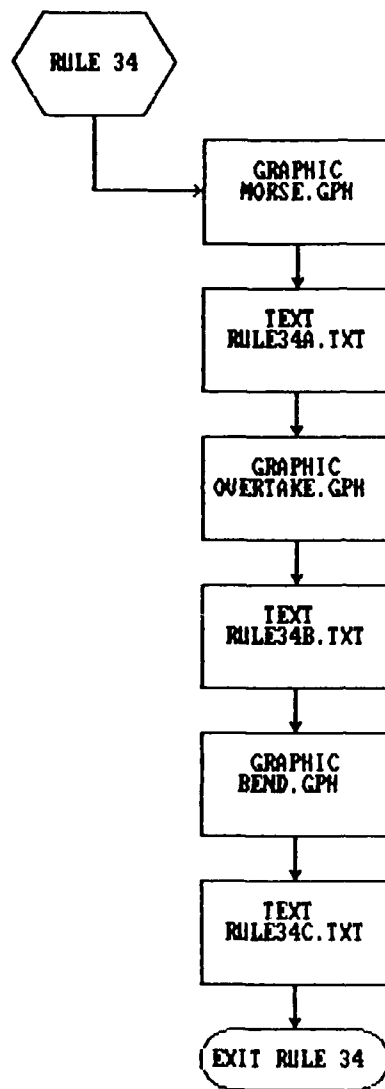 RULE 34
GRAPHIC
MORSE.GPH
TEXT
RULE34A.TXT
GRAPHIC
OVERTAKE.GPH
TEXT
RULE34B.TXT
GRAPHIC
BEND.GPH
TEXT
RULE34C.TXT
EXIT RULE 34